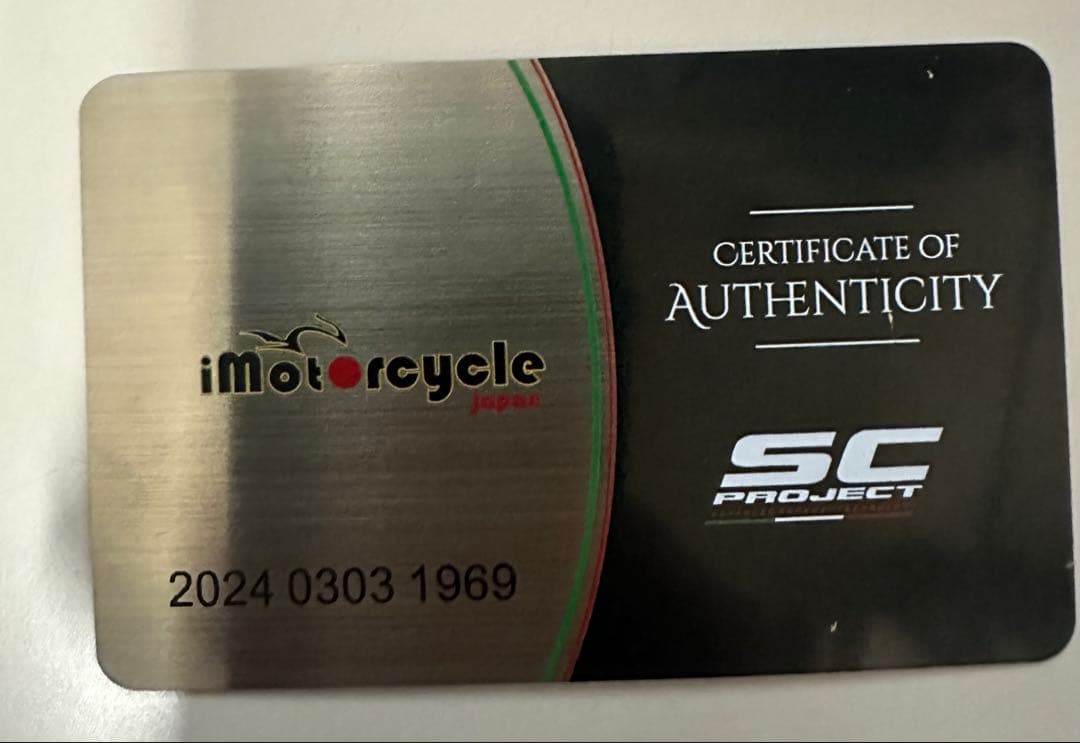 iMotorcycle
japan
2024 0303 1969
CERTIFICATE OF
AUTHENTICITY
SC
PROJECT